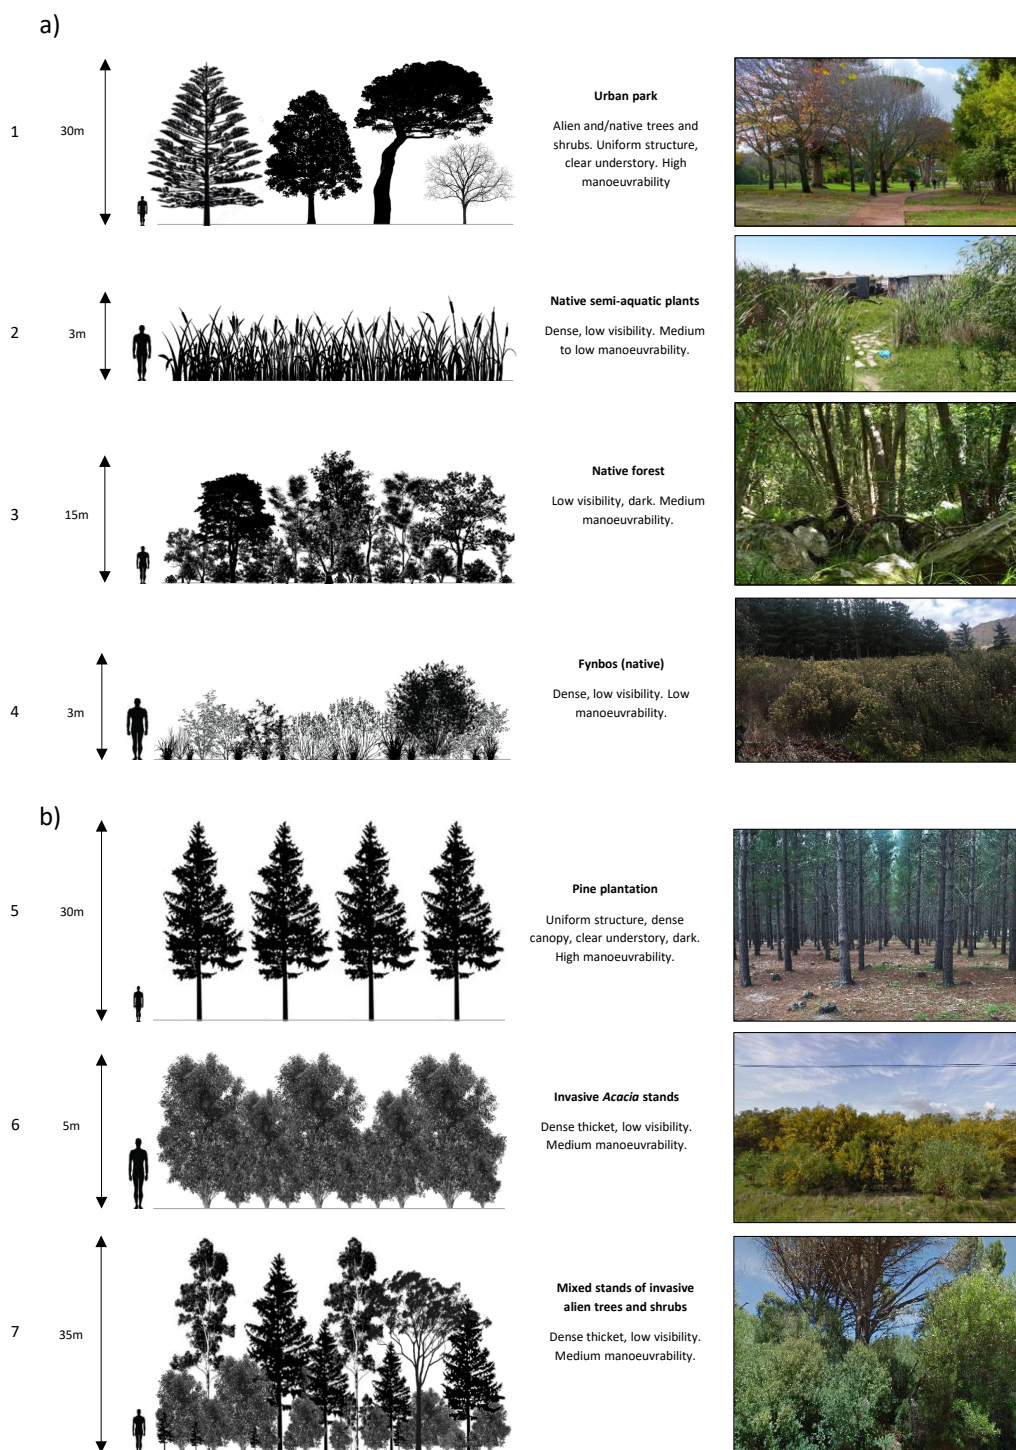 a)
1
30m
Urban park
Alien and/native trees and
shrubs. Uniform structure,
clear understory. High
manoeuvrability
2
3m
Native semi-aquatic plants
Dense, low visibility. Medium
to low manoeuvrability.
3
15m
Native forest
Low visibility, dark. Medium
manoeuvrability.
4
3m
Fynbos (native)
Dense, low visibility. Low
manoeuvrability.
b)
5
30m
Pine plantation
Uniform structure, dense
canopy, clear understory, dark.
High manoeuvrability.
6
5m
Invasive Acacia stands
Dense thicket, low visibility.
Medium manoeuvrability.
7
35m
Mixed stands of invasive
alien trees and shrubs
Dense thicket, low visibility.
Medium manoeuvrability.